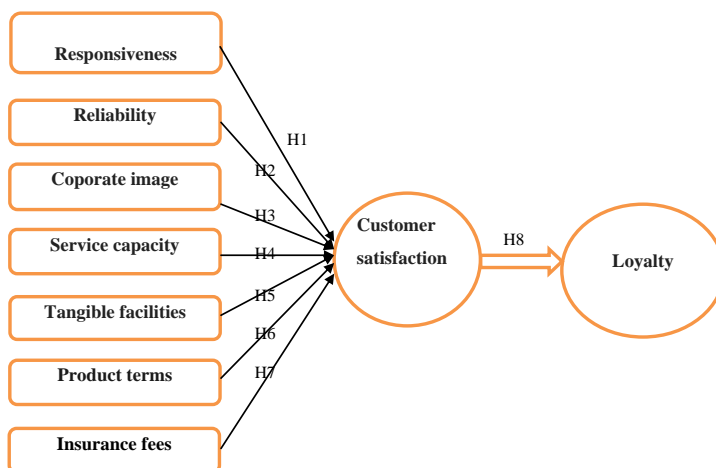 Responsiveness
Reliability
H1
H2
Coporate image
H3
Customer
satisfaction
Service capacity
H4
H8
Loyalty
H5
Tangible facilities
H6
Product terms
H7
Insurance fees